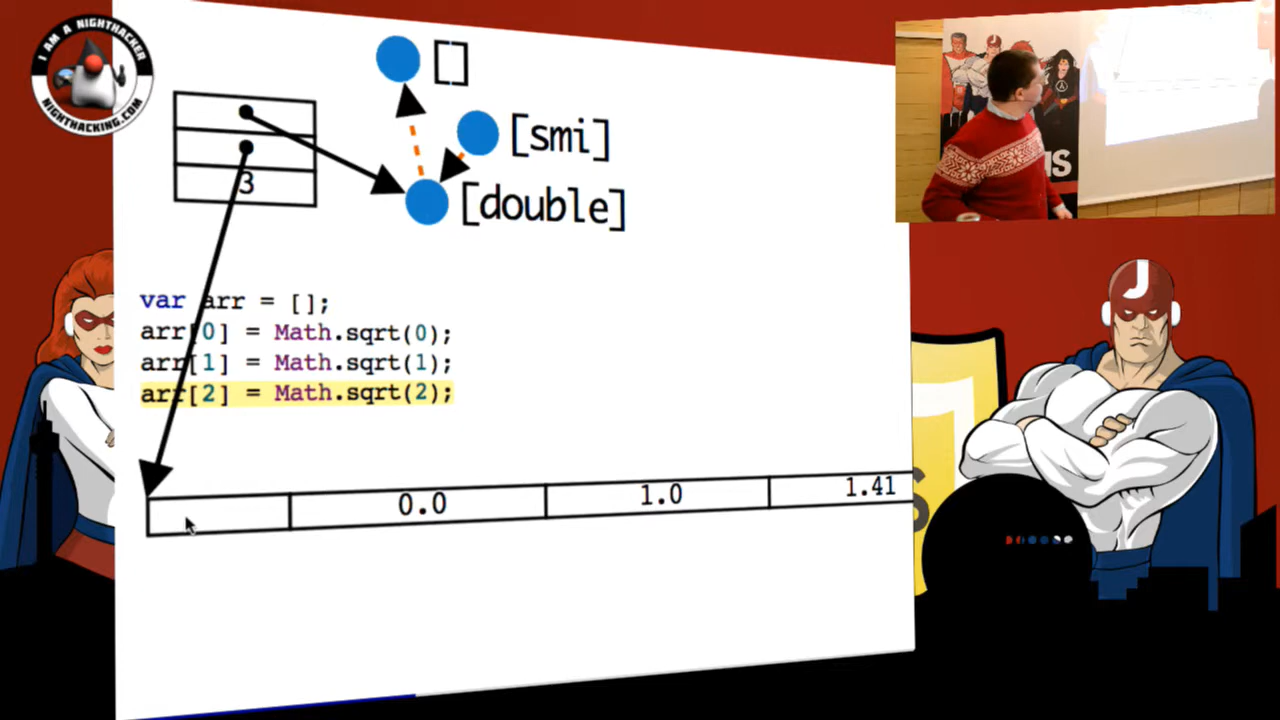 I AM A NIGHTHACKER
NIGHTHACKING.COM
[]
[smi]
[double]
3
var arr = [];
arr[0] = Math.sqrt(0);
arr[1] = Math.sqrt(1);
arr[2] = Math.sqrt(2);
0.0
1.0
1.41
J
S
J